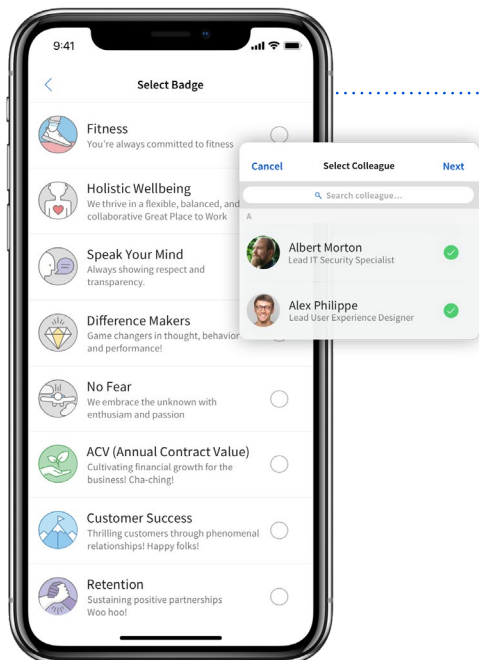 9:41
Select Badge
Fitness
You're always committed to fitness
Holistic Wellbeing
We thrive in a flexible, balanced, and
collaborative Great Place to Work
Speak Your Mind
Always showing respect and
transparency.
Difference Makers
Game changers in thought, behavior
and performance!
No Fear
We embrace the unknown with
enthusiam and passion
ACV (Annual Contract Value)
Cultivating financial growth for the
business! Cha-ching!
Customer Success
Thrilling customers through phenomenal
relationships! Happy folks!
Retention
Sustaining positive partnerships
Woo hoo!
Cancel Select Colleague Next
Search colleague...
A
Albert Morton
Lead IT Security Specialist
Alex Philippe
Lead User Experience Designer